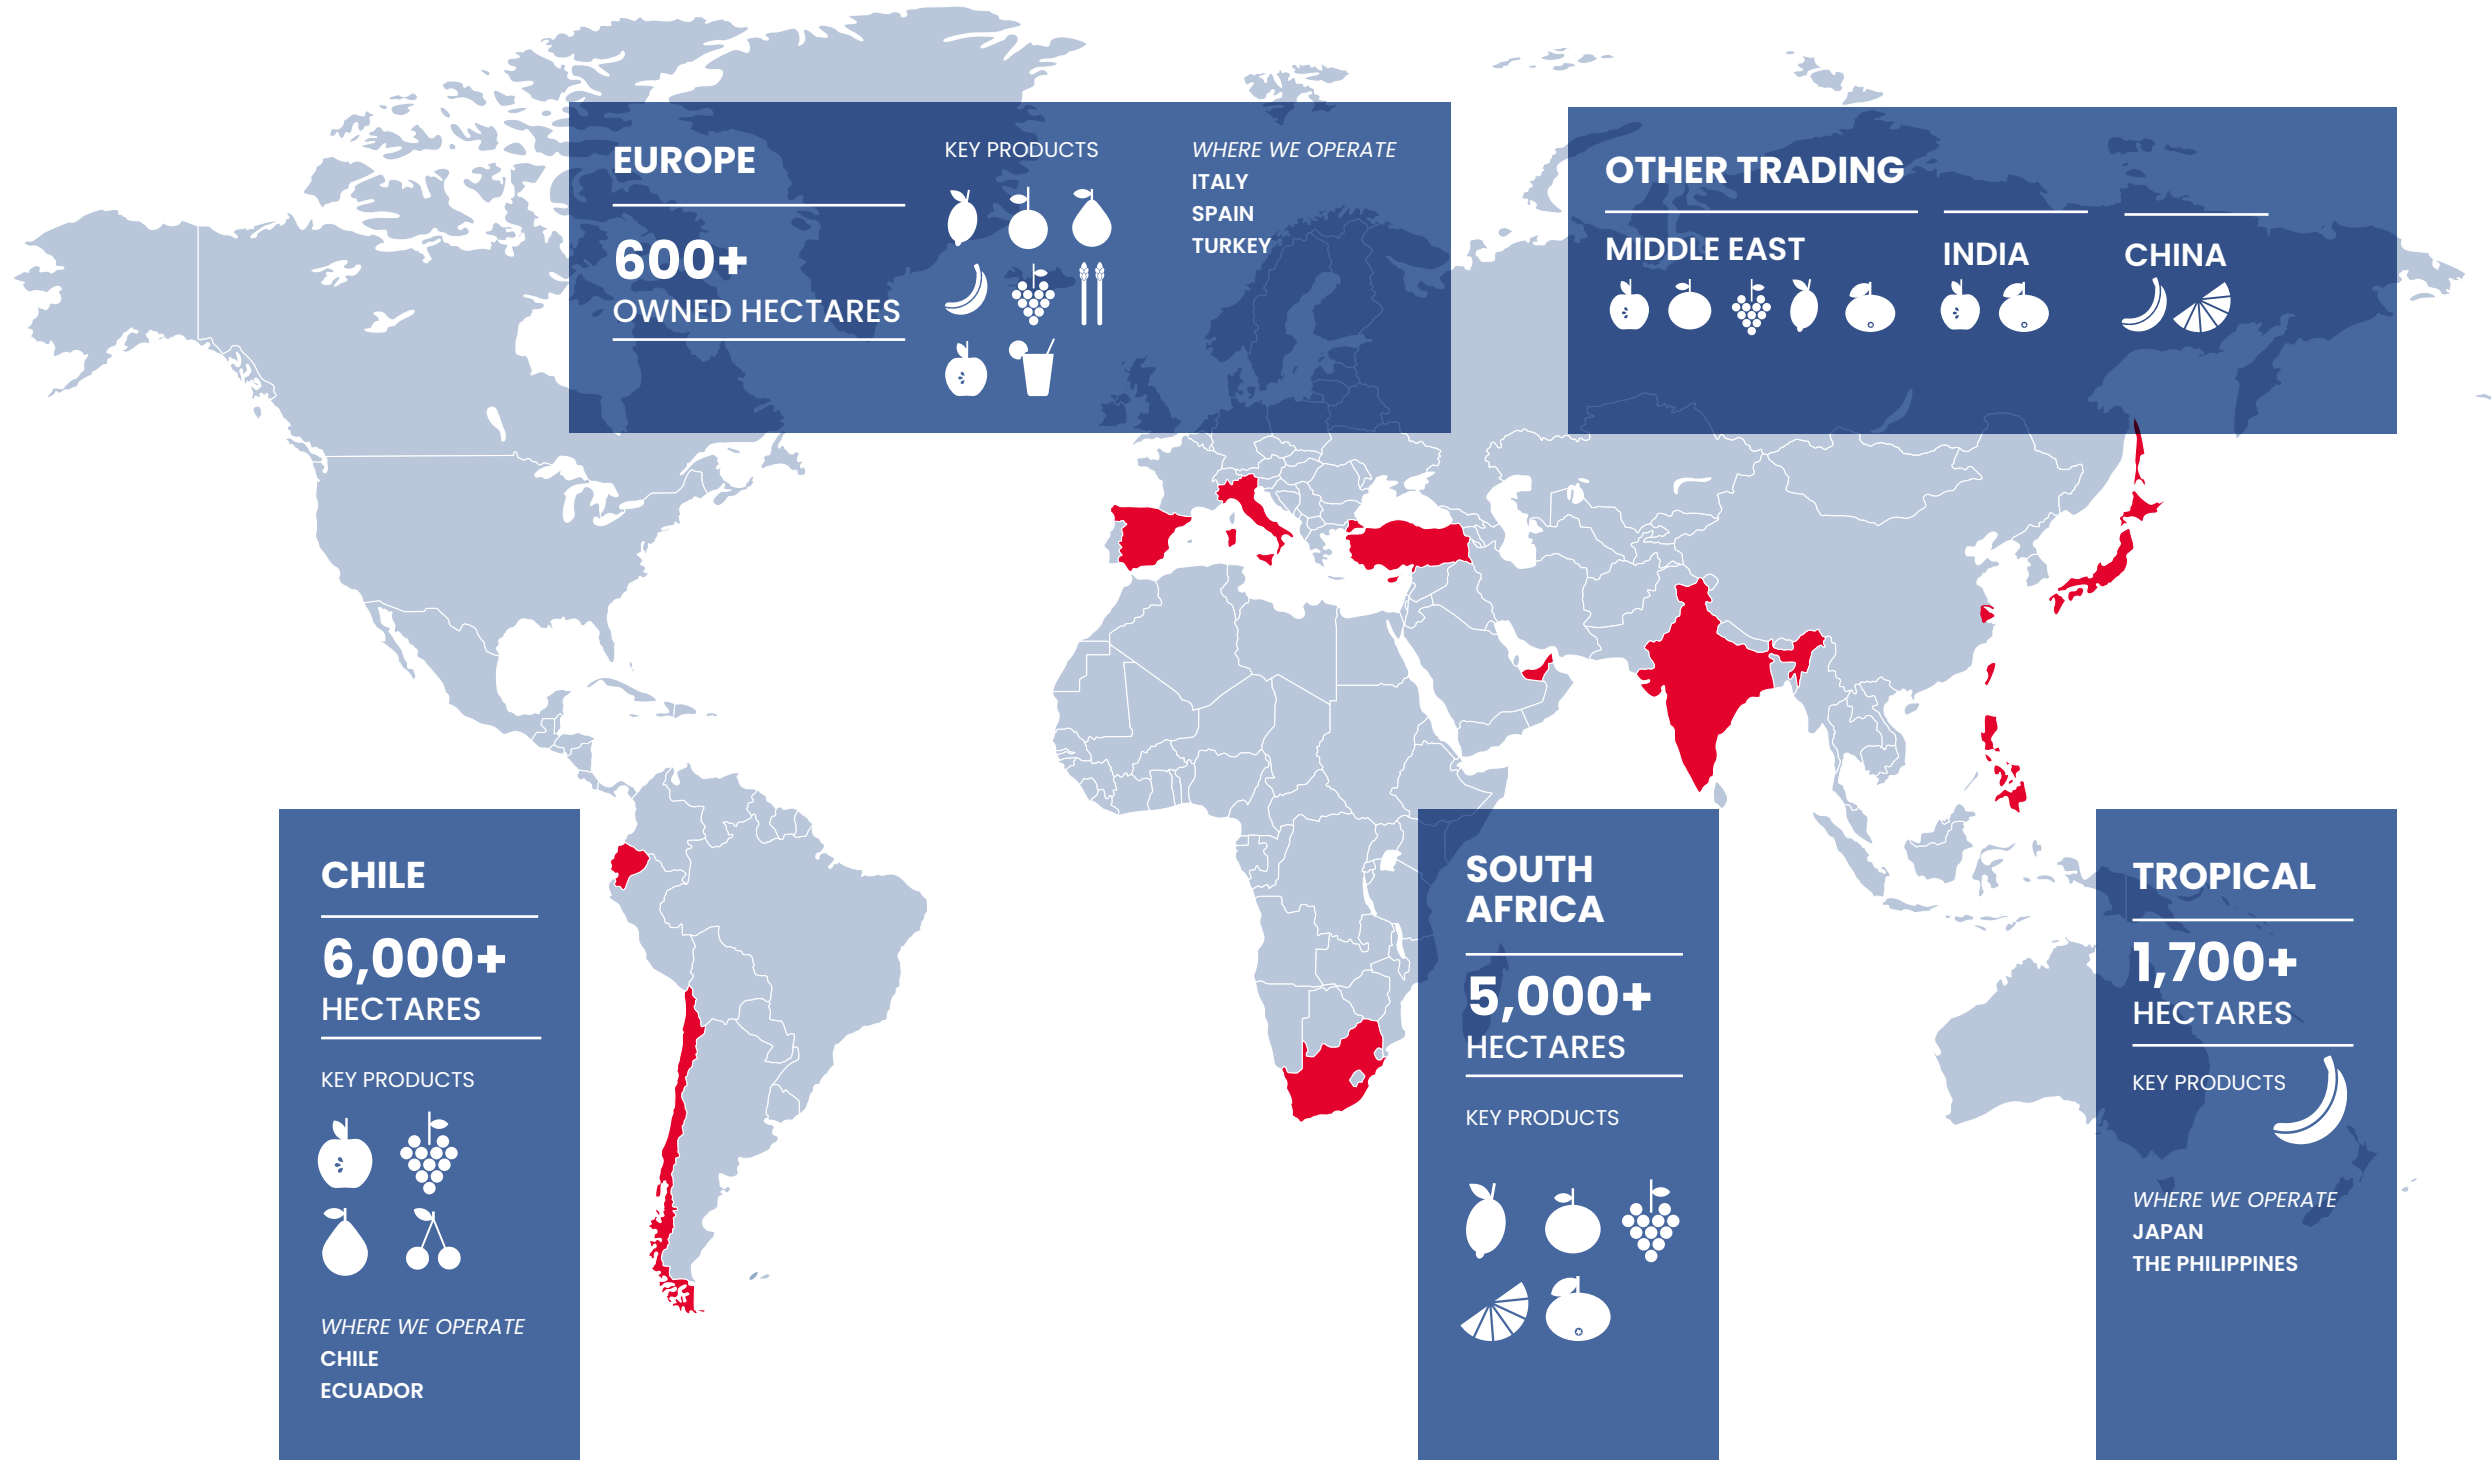 EUROPE
600+
OWNED HECTARES
KEY PRODUCTS
WHERE WE OPERATE
ITALY
SPAIN
TURKEY
OTHER TRADING
MIDDLE EAST
INDIA
CHINA
CHILE
6,000+
HECTARES
KEY PRODUCTS
WHERE WE OPERATE
CHILE
ECUADOR
SOUTH
AFRICA
5,000+
HECTARES
KEY PRODUCTS
TROPICAL
1,700+
HECTARES
KEY PRODUCTS
WHERE WE OPERATE
JAPAN
THE PHILIPPINES